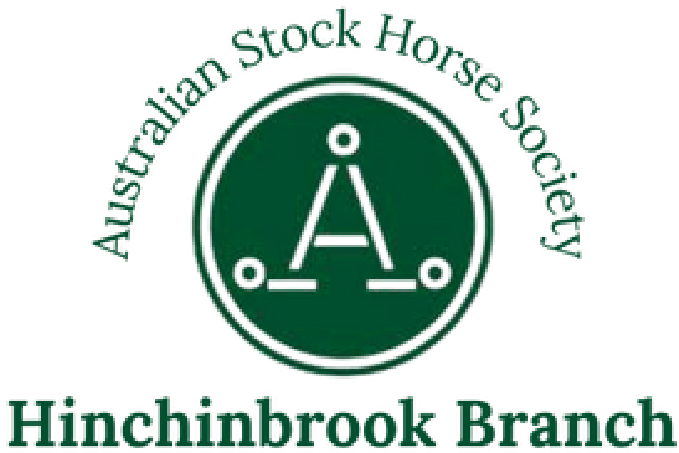 Australian Stock Horse Society
A
Hinchinbrook Branch